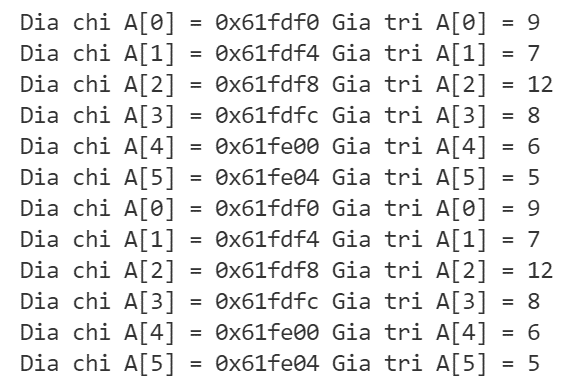 Dia chi A[0] = 0x61fdf0 Gia tri A[0] = 9
Dia chi A[1] = 0x61fdf4 Gia tri A[1] = 7
Dia chi A[2] = 0x61fdf8 Gia tri A[2] = 12
Dia chi A[3] = 0x61fdfc Gia tri A[3] = 8
Dia chi A[4] = 0x61fe00 Gia tri A[4] = 6
Dia chi A[5] = 0x61fe04 Gia tri A[5] = 5
Dia chi A[0] = 0x61fdf0 Gia tri A[0] = 9
Dia chi A[1] = 0x61fdf4 Gia tri A[1] = 7
Dia chi A[2] = 0x61fdf8 Gia tri A[2] = 12
Dia chi A[3] = 0x61fdfc Gia tri A[3] = 8
Dia chi A[4] = 0x61fe00 Gia tri A[4] = 6
Dia chi A[5] = 0x61fe04 Gia tri A[5] = 5